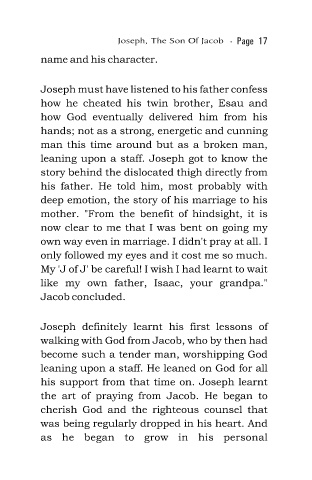 Joseph, The Son Of Jacob - Page 17
name and his character.
Joseph must have listened to his father confess
how he cheated his twin brother, Esau and
how God eventually delivered him from his
hands; not as a strong, energetic and cunning
man this time around but as a broken man,
leaning upon a staff. Joseph got to know the
story behind the dislocated thigh directly from
his father. He told him, most probably with
deep emotion, the story of his marriage to his
mother. "From the benefit of hindsight, it is
now clear to me that I was bent on going my
own way even in marriage. I didn't pray at all. I
only followed my eyes and it cost me so much.
My 'J of J' be careful! I wish I had learnt to wait
like my own father, Isaac, your grandpa."
Jacob concluded.
Joseph definitely learnt his first lessons of
walking with God from Jacob, who by then had
become such a tender man, worshipping God
leaning upon a staff. He leaned on God for all
his support from that time on. Joseph learnt
the art of praying from Jacob. He began to
cherish God and the righteous counsel that
was being regularly dropped in his heart. And
as he began to grow in his personal